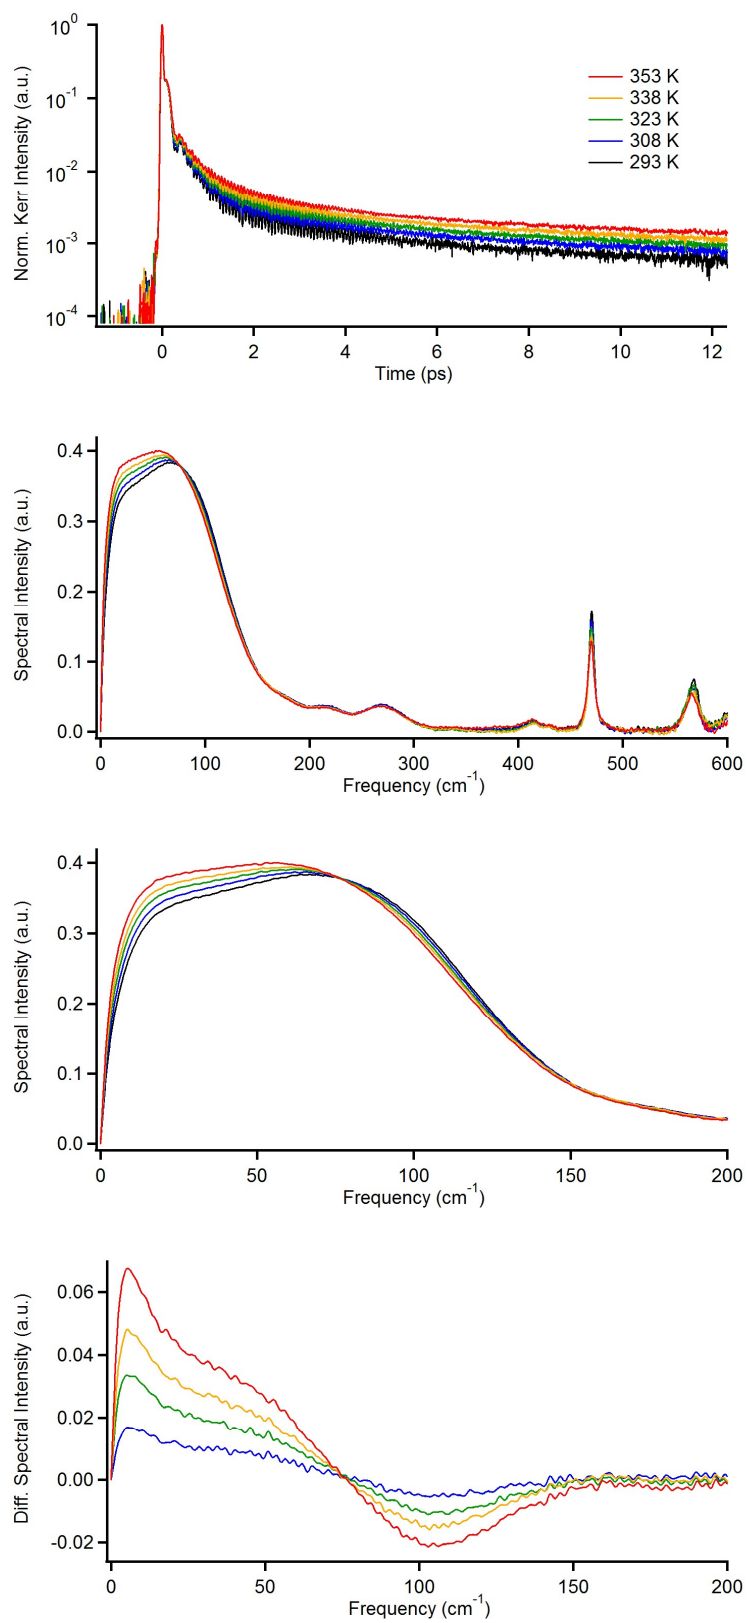 Norm. Kerr Intensity (a.u.)
10⁰
10⁻¹
10⁻²
10⁻³
10⁻⁴
353 K
338 K
323 K
308 K
293 K
0 2 4 6 8 10 12
Time (ps)
Spectral Intensity (a.u.)
0.4
0.3
0.2
0.1
0.0
0 100 200 300 400 500 600
Frequency (cm⁻¹)
Spectral Intensity (a.u.)
0.4
0.3
0.2
0.1
0.0
0 50 100 150 200
Frequency (cm⁻¹)
Diff. Spectral Intensity (a.u.)
0.06
0.04
0.02
0.00
-0.02
0 50 100 150 200
Frequency (cm⁻¹)